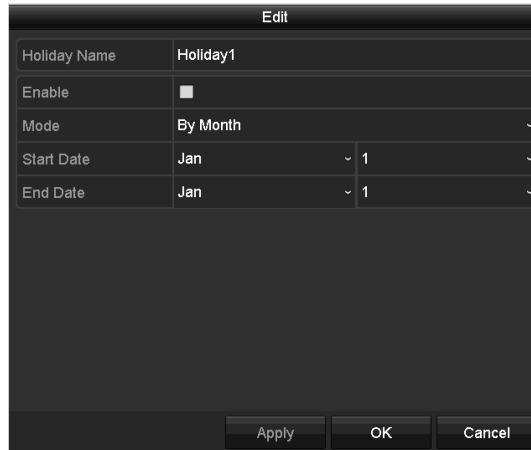 Edit
Holiday Name Holiday1
Enable
Mode By Month
Start Date Jan 1
End Date Jan 1
Apply OK Cancel